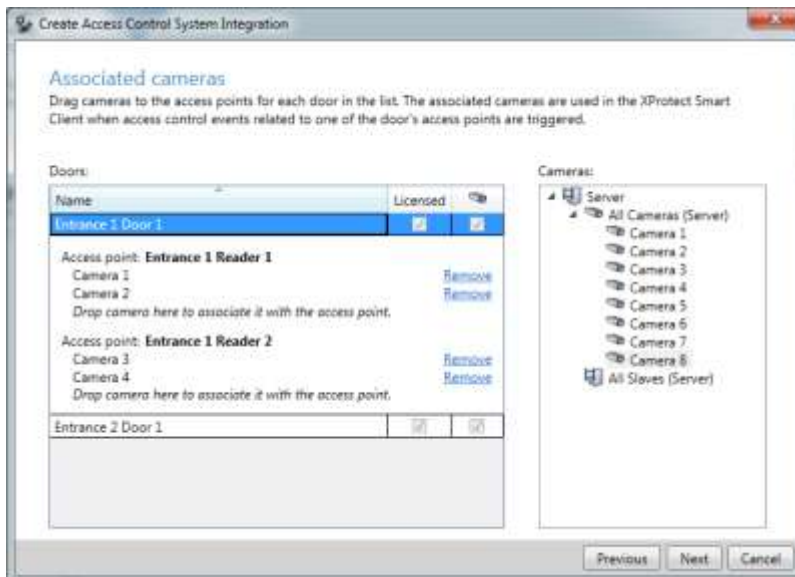 Create Access Control System Integration
Associated cameras
Drag cameras to the access points for each door in the list. The associated cameras are used in the XProtect Smart
Client when access control events related to one of the door's access points are triggered.
Doors:
Name Licensed
Entrance 1 Door 1
Access point: Entrance 1 Reader 1
Camera 1 Remove
Camera 2 Remove
Drop camera here to associate it with the access point.
Access point: Entrance 1 Reader 2
Camera 3 Remove
Camera 4 Remove
Drop camera here to associate it with the access point.
Entrance 2 Door 1
Cameras:
Server
All Cameras (Server)
Camera 1
Camera 2
Camera 3
Camera 4
Camera 5
Camera 6
Camera 7
Camera 8
All Slaves (Server)
Previous Next Cancel